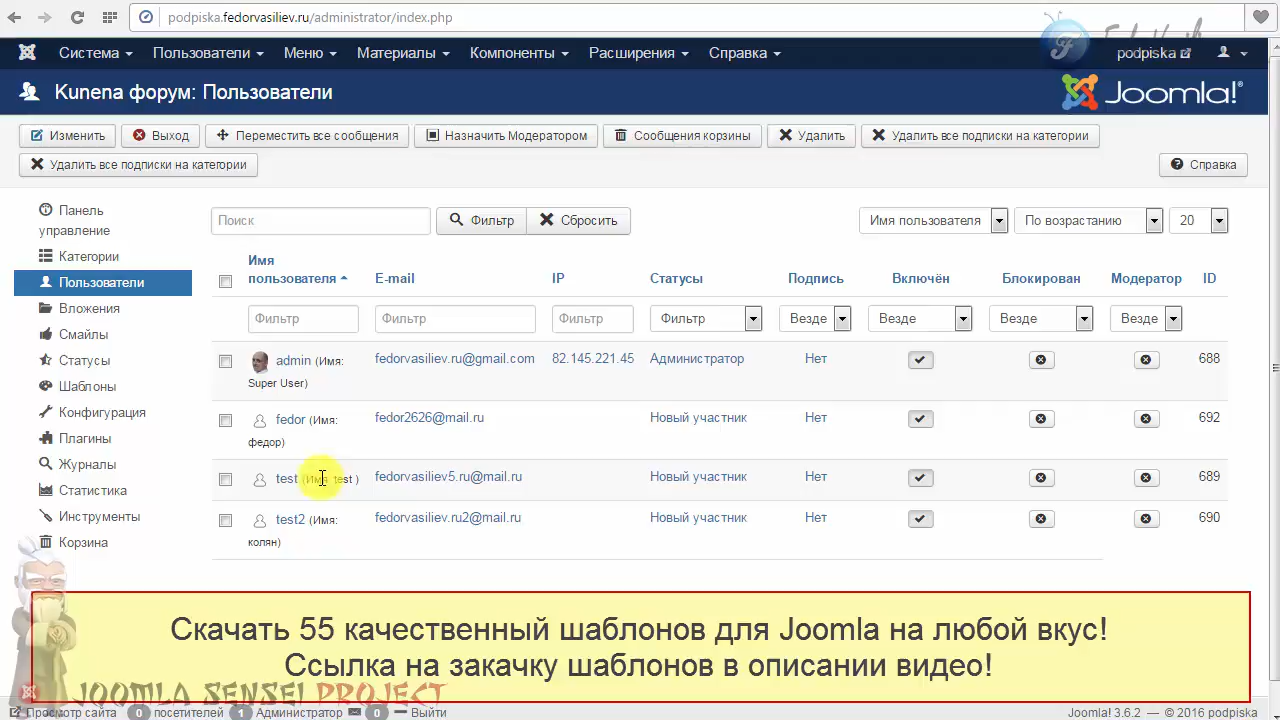 podpiska.fedorvasiliev.ru/administrator/index.php
Система Пользователи Меню Материалы Компоненты Расширения Справка podpiska
Kunena форум: Пользователи
Joomla!®
Изменить Выход Переместить все сообщения Назначить Модератором Сообщения корзины Удалить Удалить все подписки на категории
Удалить все подписки на категории Справка
Панель
управление
Категории
Пользователи
Вложения
Смайлы
Статусы
Шаблоны
Конфигурация
Плагины
Журналы
Статистика
Инструменты
Корзина
Поиск Фильтр Сбросить Имя пользователя По возрастанию 20
Имя
пользователя E-mail IP Статусы Подпись Включён Блокирован Модератор ID
Фильтр Фильтр Фильтр Фильтр Везде Везде Везде Везде
admin (Имя: fedorvasiliev.ru@gmail.com 82.145.221.45 Администратор Нет 688
Super User)
fedor (Имя: fedor2626@mail.ru Новый участник Нет 692
федор)
test (Имя: test ) fedorvasiliev5.ru@mail.ru Новый участник Нет 689
test2 (Имя: fedorvasiliev.ru2@mail.ru Новый участник Нет 690
колян)
Скачать 55 качественный шаблонов для Joomla на любой вкус!
Ссылка на закачку шаблонов в описании видео!
JOOMLA SENSEI PROJECT
Просмотр сайта 0 посетителей 1 Администратор 0 Выйти Joomla! 3.6.2 — © 2016 podpiska